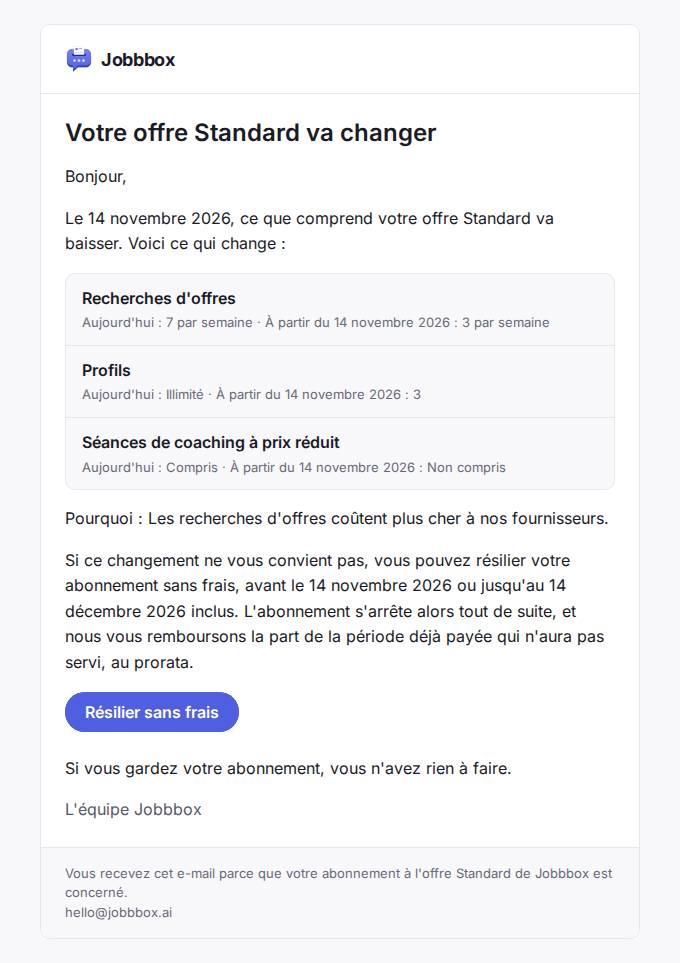 Jobbbox
Votre offre Standard va changer
Bonjour,
Le 14 novembre 2026, ce que comprend votre offre Standard va
baisser. Voici ce qui change :
Recherches d'offres
Aujourd'hui : 7 par semaine · À partir du 14 novembre 2026 : 3 par semaine
Profils
Aujourd'hui : Illimité · À partir du 14 novembre 2026 : 3
Séances de coaching à prix réduit
Aujourd'hui : Compris · À partir du 14 novembre 2026 : Non compris
Pourquoi : Les recherches d'offres coûtent plus cher à nos fournisseurs.
Si ce changement ne vous convient pas, vous pouvez résilier votre
abonnement sans frais, avant le 14 novembre 2026 ou jusqu'au 14
décembre 2026 inclus. L'abonnement s'arrête alors tout de suite, et
nous vous remboursons la part de la période déjà payée qui n'aura pas
servi, au prorata.
Résilier sans frais
Si vous gardez votre abonnement, vous n'avez rien à faire.
L'équipe Jobbbox
Vous recevez cet e-mail parce que votre abonnement à l'offre Standard de Jobbbox est
concerné.
hello@jobbbox.ai